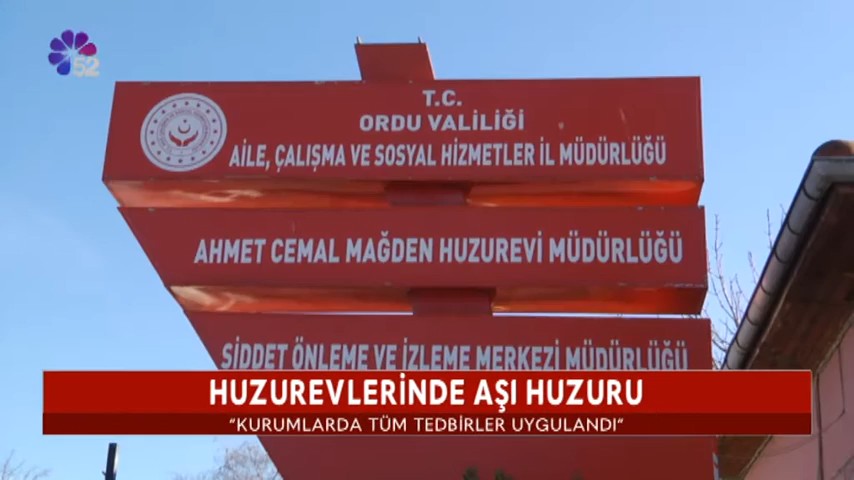 52
T.C.
ORDU VALİLİĞİ
AİLE, ÇALIŞMA VE SOSYAL HİZMETLER İL MÜDÜRLÜĞÜ
AHMET CEMAL MAĞDEN HUZUREVİ MÜDÜRLÜĞÜ
ŞİDDET ÖNLEME VE İZLEME MERKEZİ MÜDÜRLÜĞÜ
HUZUREVLERİNDE AŞI HUZURU
“KURUMLARDA TÜM TEDBİRLER UYGULANDI“